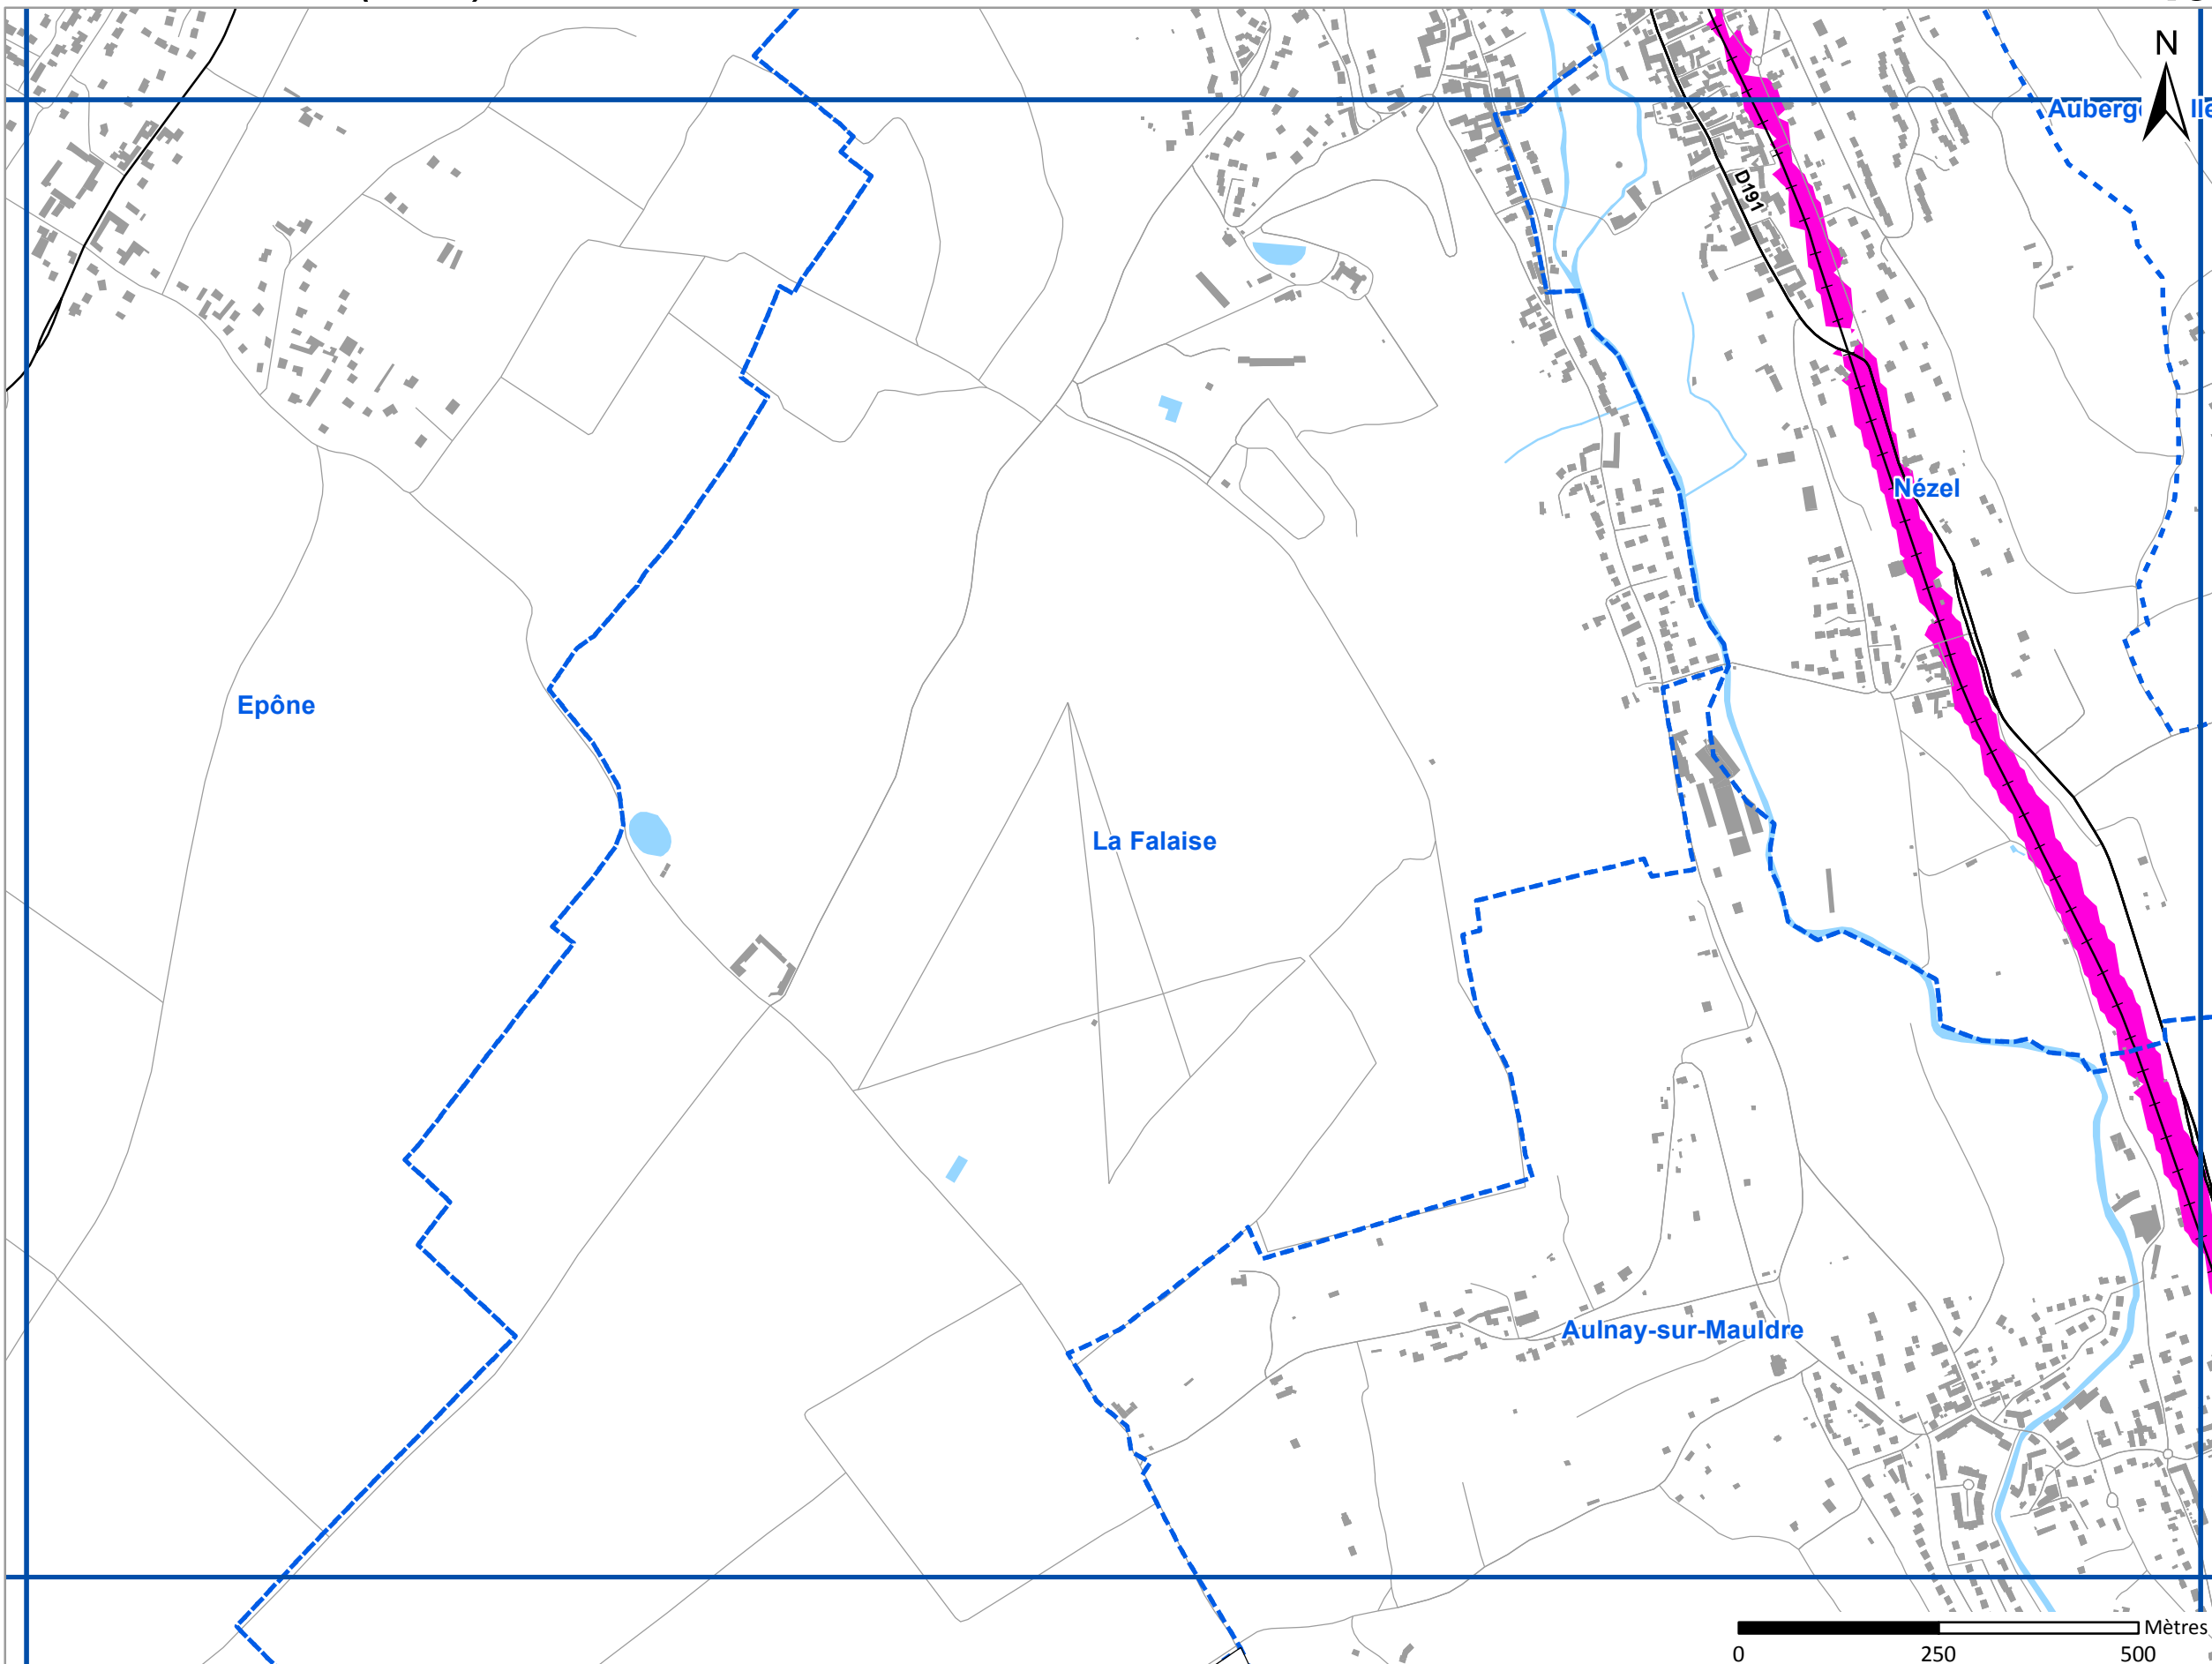 N
D191
Nézel
Epône
La Falaise
Aulnay-sur-Mauldre
Mètres
0 250 500